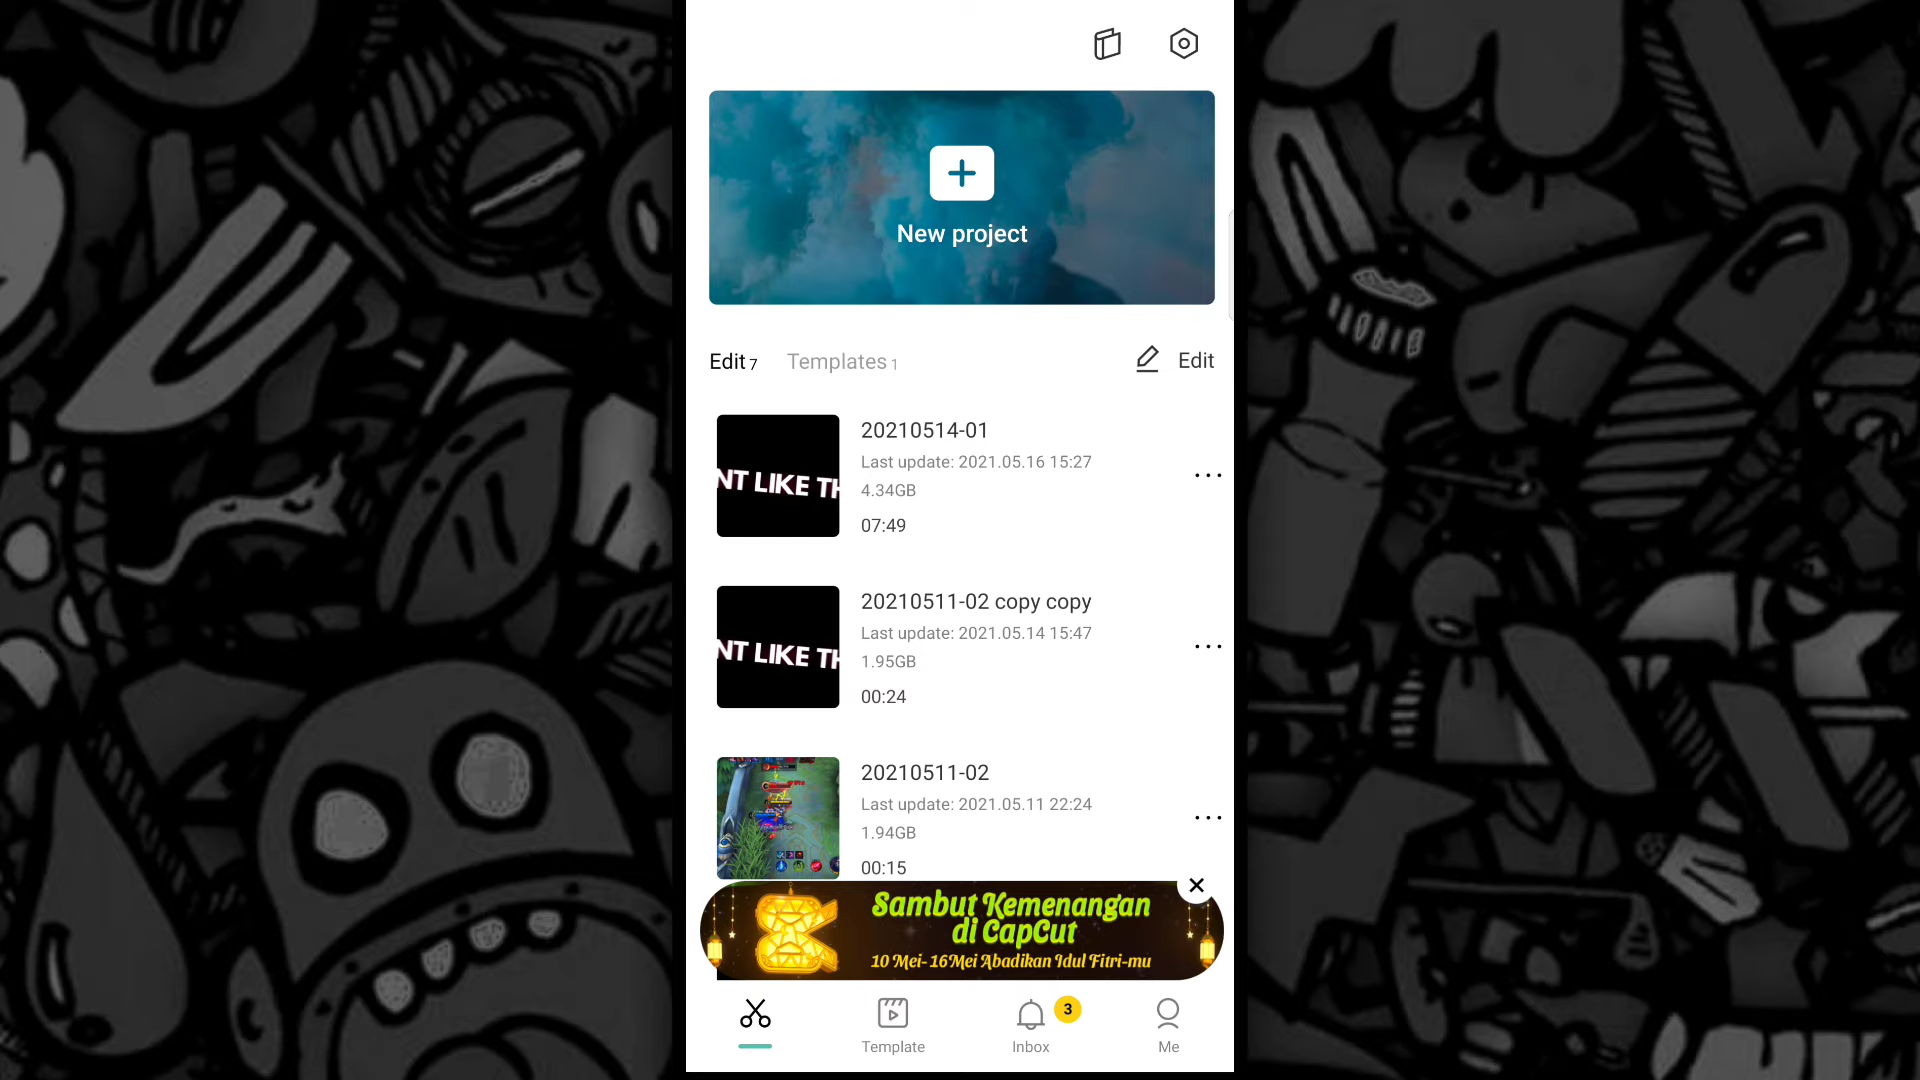 New project
Edit 7
Templates 1
Edit
NT LIKE TH
20210514-01
Last update: 2021.05.16 15:27
4.34GB
07:49
NT LIKE TH
20210511-02 copy copy
Last update: 2021.05.14 15:47
1.95GB
00:24
20210511-02
Last update: 2021.05.11 22:24
1.94GB
00:15
Sambut Kemenangan
di CapCut
10 Mei- 16Mei Abadikan Idul Fitri-mu
3
Template
Inbox
Me